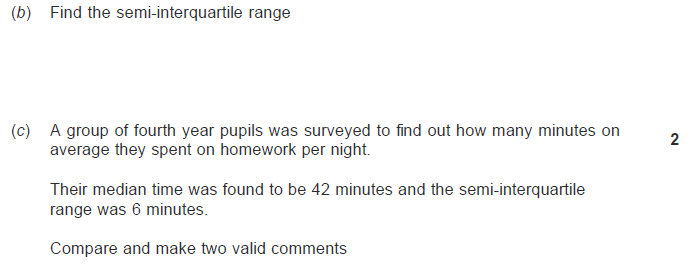 (b) Find the semi-interquartile range
(c) A group of fourth year pupils was surveyed to find out how many minutes on 2
average they spent on homework per night.
Their median time was found to be 42 minutes and the semi-interquartile
range was 6 minutes.
Compare and make two valid comments